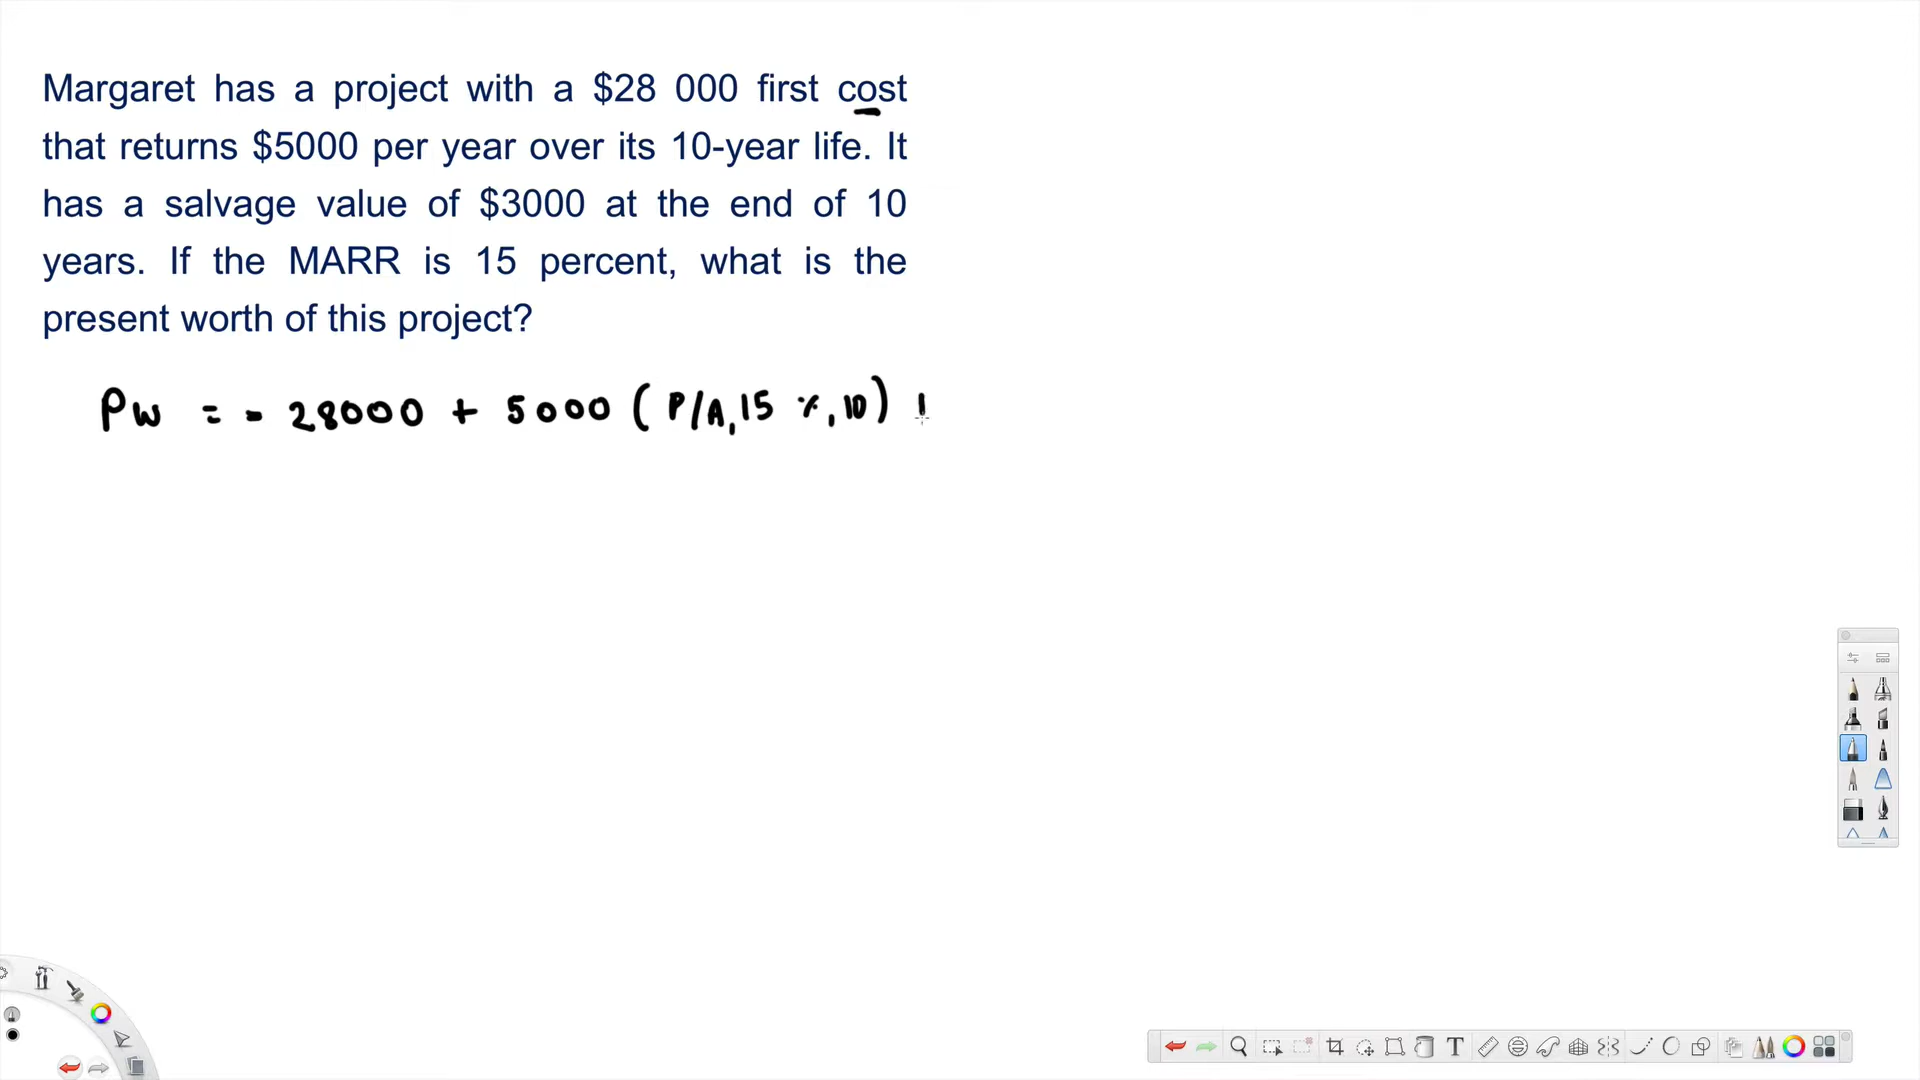 Margaret has a project with a $28 000 first cost
that returns $5000 per year over its 10-year life. It
has a salvage value of $3000 at the end of 10
years. If the MARR is 15 percent, what is the
present worth of this project?
PW = - 28000 + 5000 ( P/A, 15 %, 10 )